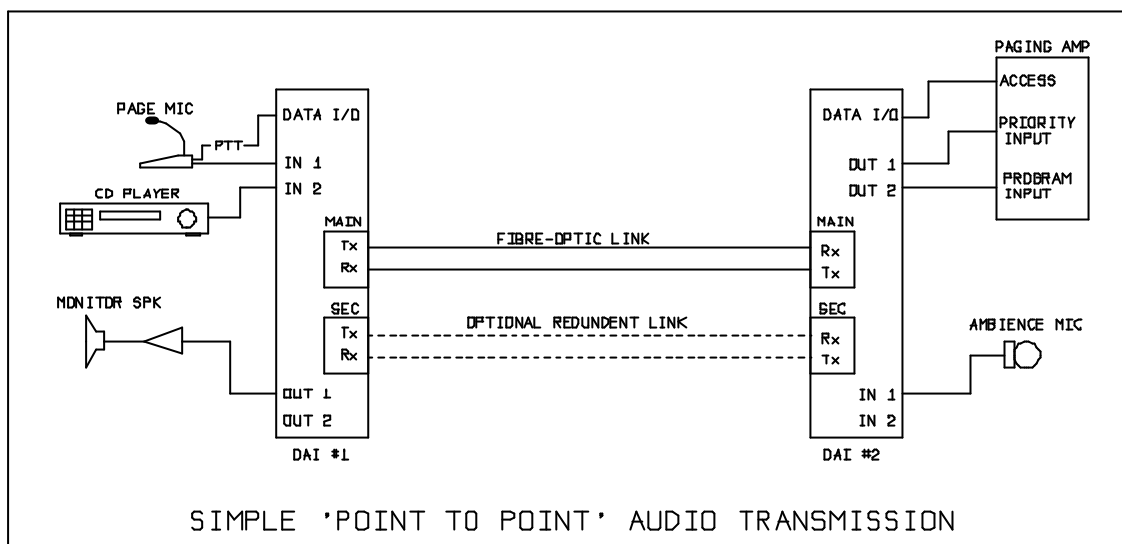 PAGING AMP
ACCESS
PRIORITY
INPUT
PROGRAM
INPUT
PAGE MIC
PTT
CD PLAYER
DATA I/O
IN 1
IN 2
MAIN
Tx
Rx
FIBRE-OPTIC LINK
SEC
Tx
Rx
OPTIONAL REDUNDENT LINK
MONITOR SPK
OUT 1
OUT 2
DAI #1
DATA I/O
OUT 1
OUT 2
MAIN
Rx
Tx
SEC
Rx
Tx
IN 1
IN 2
DAI #2
AMBIENCE MIC
SIMPLE 'POINT TO POINT' AUDIO TRANSMISSION